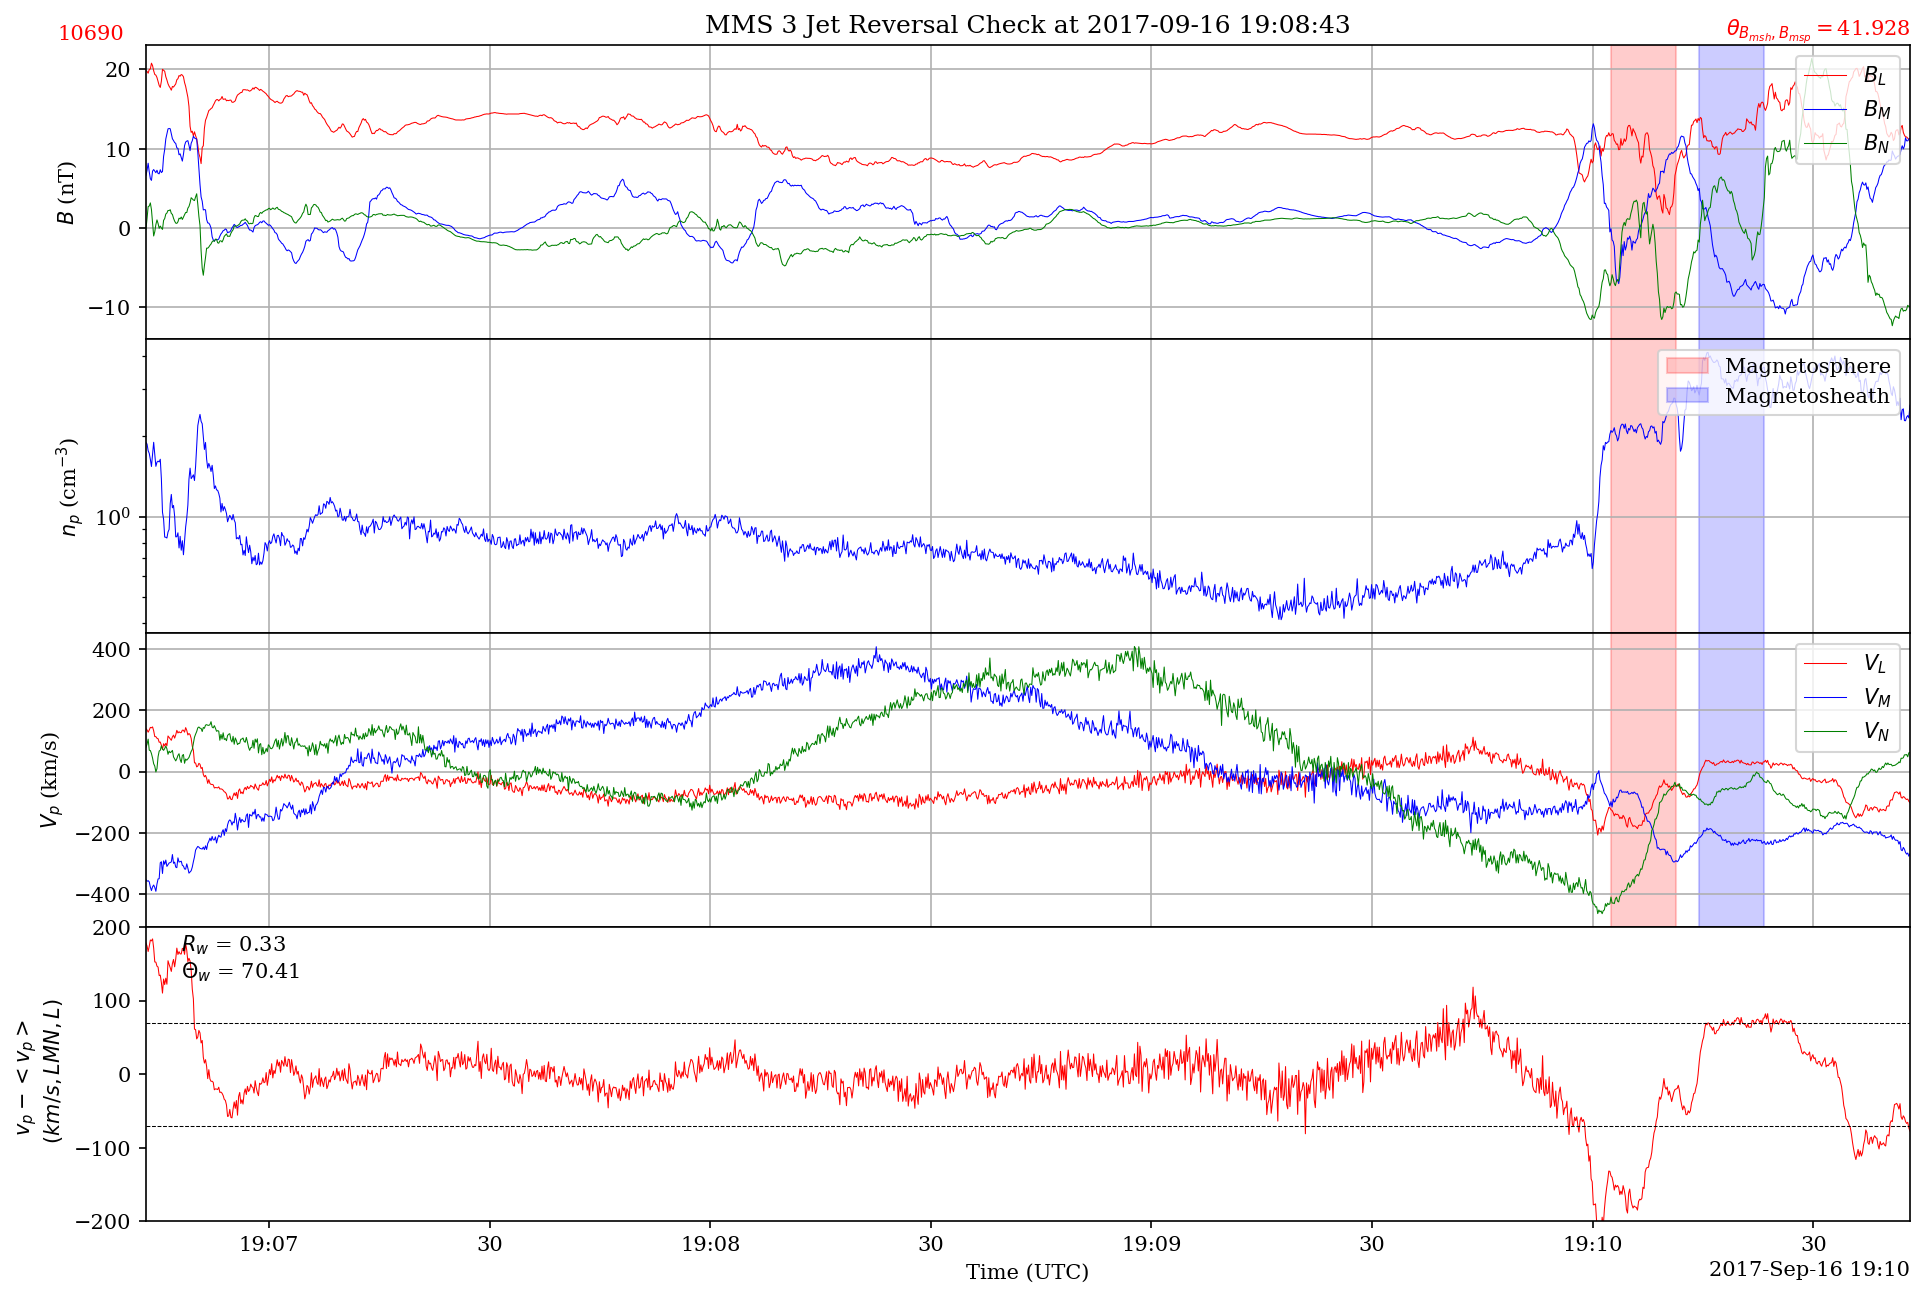 10690
MMS 3 Jet Reversal Check at 2017-09-16 19:08:43
θ_{B_{msh}, B_{msp}} = 41.928
B (nT)
20
10
0
−10
B_L
B_M
B_N
n_p (cm^{−3})
10^0
Magnetosphere
Magnetosheath
V_p (km/s)
400
200
0
−200
−400
V_L
V_M
V_N
v_p − < v_p >
(km/s, LMN, L)
200
100
0
−100
−200
R_w = 0.33
Θ_w = 70.41
19:07 30 19:08 30 19:09 30 19:10 30
Time (UTC)
2017-Sep-16 19:10